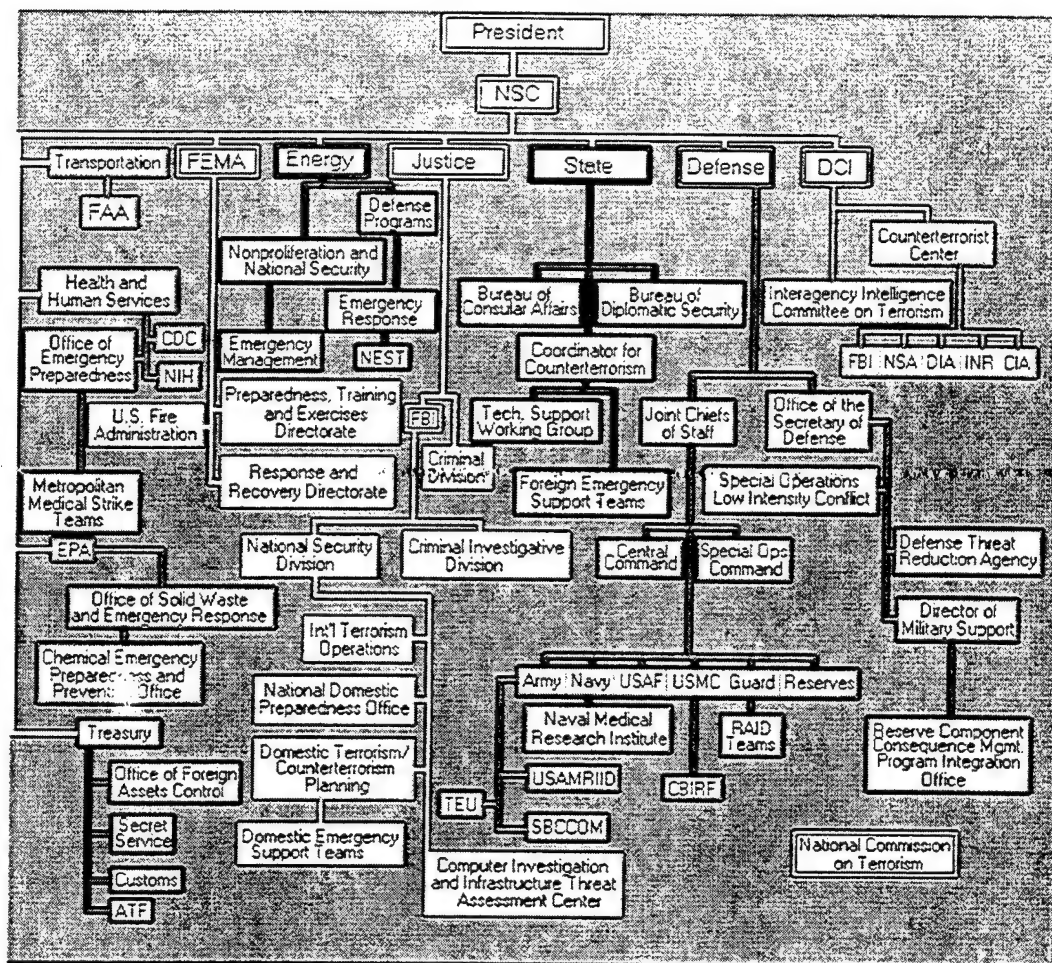 President
NSC
Transportation
FEMA
Energy
Justice
State
Defense
DCI
FAA
Defense
Programs
Counterterrorist
Center
Nonproliferation and
National Security
Health and
Human Services
Emergency
Response
Bureau of
Consular Affairs
Bureau of
Diplomatic Security
Interagency Intelligence
Committee on Terrorism
Office of
Emergency
Preparedness
CDC
NIH
Emergency
Management
NEST
Coordinator for
Counterterrorism
FBI NSA DIA INR CIA
U.S. Fire
Administration
Preparedness, Training
and Exercises
Directorate
FBI
Tech. Support
Working Group
Joint Chiefs
of Staff
Office of the
Secretary of
Defense
Response and
Recovery Directorate
Criminal
Division
Foreign Emergency
Support Teams
Special Operations
Low Intensity Conflict
Metropolitan
Medical Strike
Teams
EPA
National Security
Division
Criminal Investigative
Division
Central
Command
Special Ops
Command
Defense Threat
Reduction Agency
Office of Solid Waste
and Emergency Response
Director of
Military Support
Chemical Emergency
Preparedness and
Prevention Office
Int'l Terrorism
Operations
Army Navy USAF USMC Guard Reserves
National Domestic
Preparedness Office
Naval Medical
Research Institute
RAID
Teams
Reserve Component
Consequence Mgmt.
Program Integration
Office
Treasury
Office of Foreign
Assets Control
Domestic Terrorism/
Counterterrorism
Planning
USAMRIID
CBIRF
TEU
SBCCOM
Secret
Service
Domestic Emergency
Support Teams
National Commission
on Terrorism
Customs
Computer Investigation
and Infrastructure Threat
Assessment Center
ATF